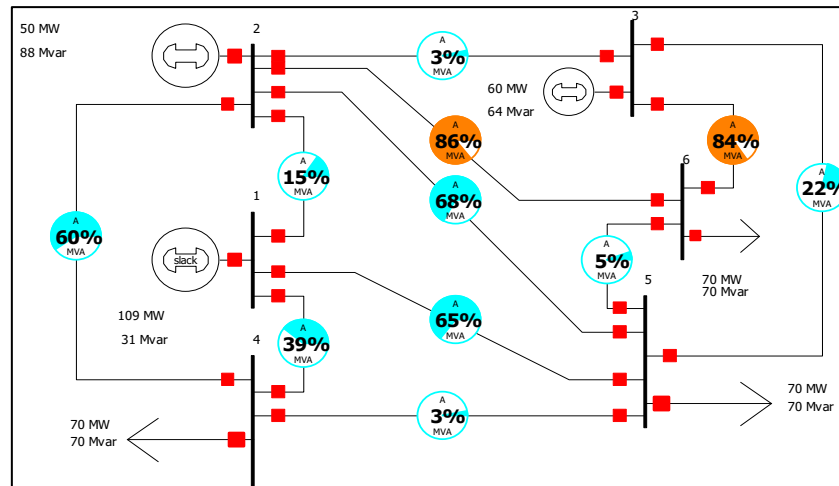 50 MW
88 Mvar
2
A
3%
MVA
3
60 MW
64 Mvar
A
86%
MVA
A
84%
MVA
6
A
15%
MVA
A
68%
MVA
A
22%
MVA
1
A
60%
MVA
slack
A
5%
MVA
70 MW
70 Mvar
5
109 MW
31 Mvar
A
65%
MVA
4
A
39%
MVA
70 MW
70 Mvar
A
3%
MVA
70 MW
70 Mvar